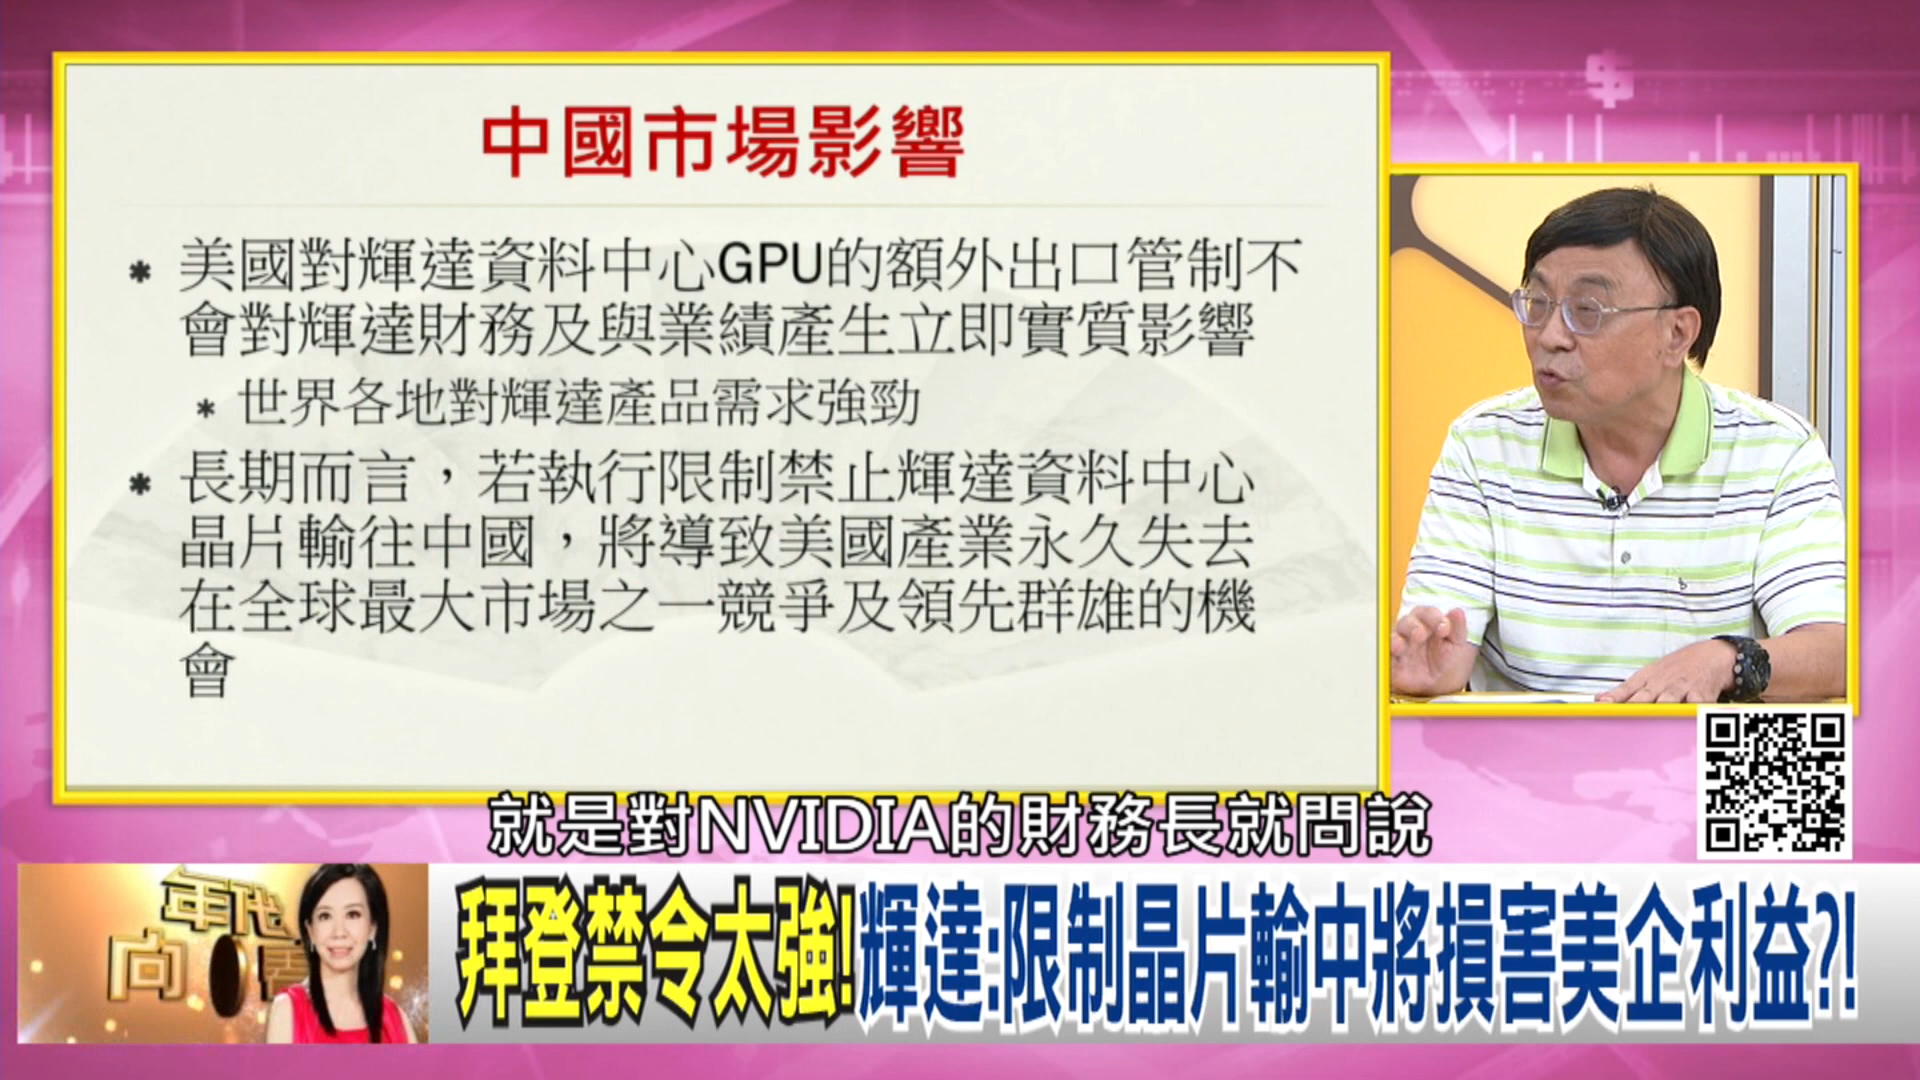 中國市場影響
* 美國對輝達資料中心GPU的額外出口管制不
會對輝達財務及與業績產生立即實質影響
* 世界各地對輝達產品需求強勁
* 長期而言，若執行限制禁止輝達資料中心
晶片輸往中國，將導致美國產業永久失去
在全球最大市場之一競爭及領先群雄的機
會
就是對NVIDIA的財務長就問說
年代
向
拜登禁令太強!輝達:限制晶片輸中將損害美企利益?!